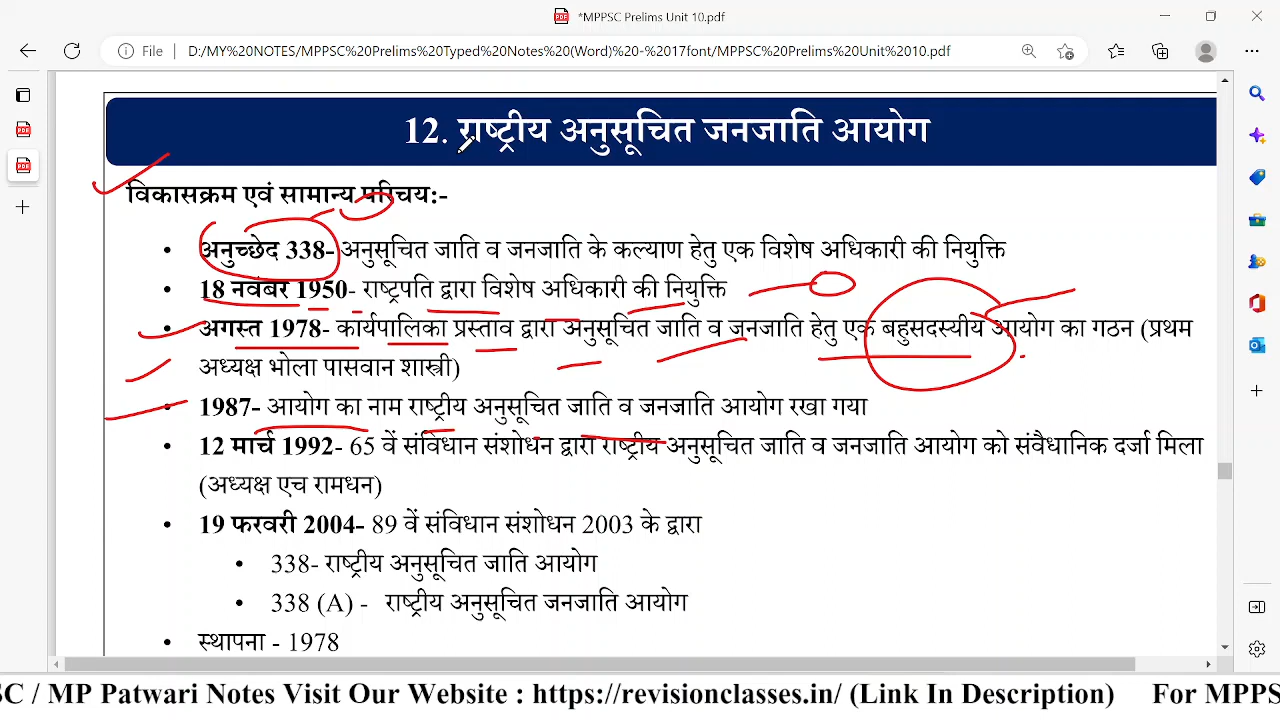 *MPPSC Prelims Unit 10.pdf
File D:/MY%20NOTES/MPPSC%20Prelims%20Typed%20Notes%20(Word)%20-%2017font/MPPSC%20Prelims%20Unit%2010.pdf
12. राष्ट्रीय अनुसूचित जनजाति आयोग
विकासक्रम एवं सामान्य परिचय:-
• अनुच्छेद 338- अनुसूचित जाति व जनजाति के कल्याण हेतु एक विशेष अधिकारी की नियुक्ति
• 18 नवंबर 1950- राष्ट्रपति द्वारा विशेष अधिकारी की नियुक्ति
• अगस्त 1978- कार्यपालिका प्रस्ताव द्वारा अनुसूचित जाति व जनजाति हेतु एक बहुसदस्यीय आयोग का गठन (प्रथम
अध्यक्ष भोला पासवान शास्त्री)
• 1987- आयोग का नाम राष्ट्रीय अनुसूचित जाति व जनजाति आयोग रखा गया
• 12 मार्च 1992- 65 वें संविधान संशोधन द्वारा राष्ट्रीय अनुसूचित जाति व जनजाति आयोग को संवैधानिक दर्जा मिला
(अध्यक्ष एच रामधन)
• 19 फरवरी 2004- 89 वें संविधान संशोधन 2003 के द्वारा
• 338- राष्ट्रीय अनुसूचित जाति आयोग
• 338 (A) - राष्ट्रीय अनुसूचित जनजाति आयोग
• स्थापना - 1978
SC / MP Patwari Notes Visit Our Website : https://revisionclasses.in/ (Link In Description) For MPPS